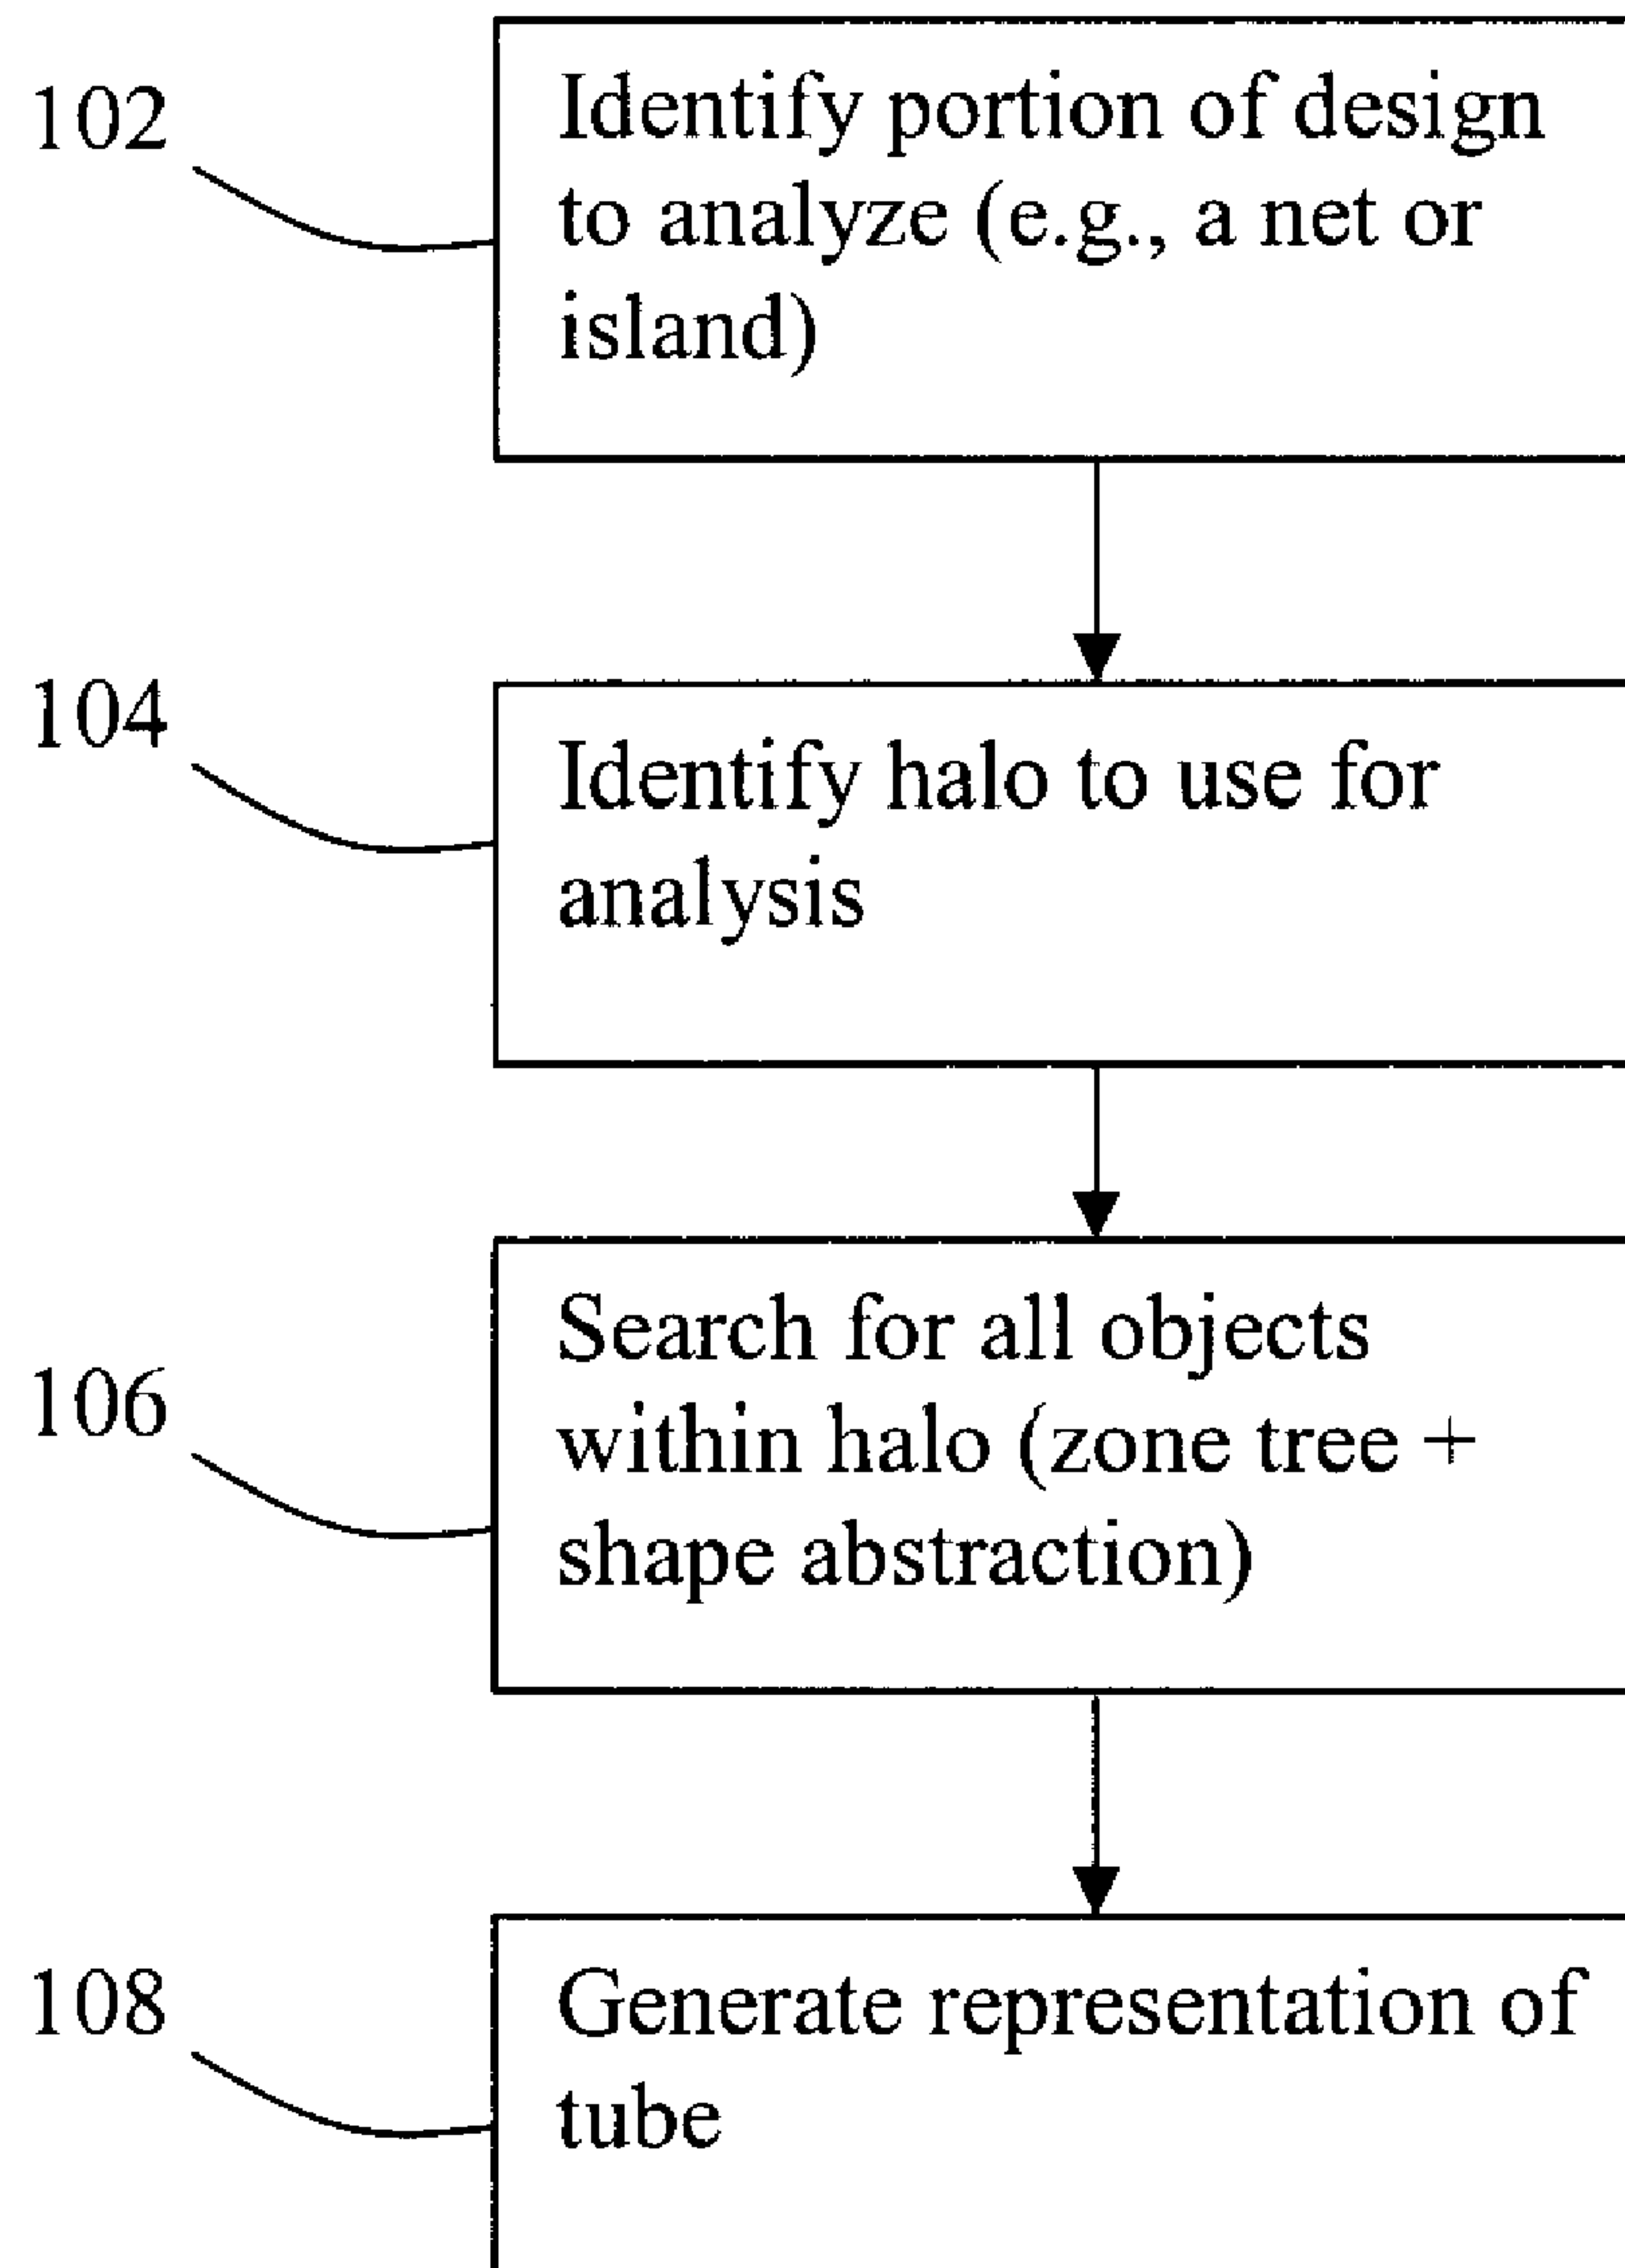 102
Identify portion of design
to analyze (e.g., a net or
island)
104
Identify halo to use for
analysis
106
Search for all objects
within halo (zone tree +
shape abstraction)
108
Generate representation of
tube